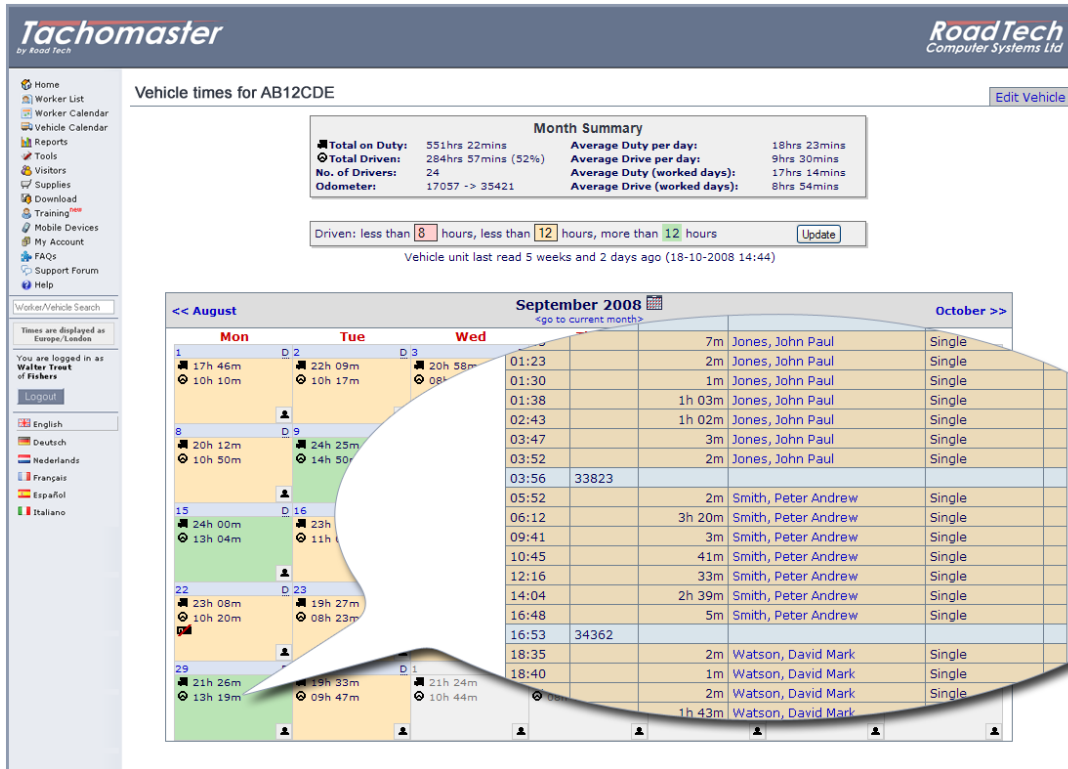 Tachomaster
by Road Tech
RoadTech
Computer Systems Ltd
Home
Worker List
Worker Calendar
Vehicle Calendar
Reports
Tools
Visitors
Supplies
Download
Training new
Mobile Devices
My Account
FAQs
Support Forum
Help
Worker/Vehicle Search
Times are displayed as
Europe/London
You are logged in as
Walter Trout
of Fishers
Logout
English
Deutsch
Nederlands
Français
Español
Italiano
Vehicle times for AB12CDE
Edit Vehicle
Month Summary
Total on Duty: 551hrs 22mins Average Duty per day: 18hrs 23mins
Total Driven: 284hrs 57mins (52%) Average Drive per day: 9hrs 30mins
No. of Drivers: 24 Average Duty (worked days): 17hrs 14mins
Odometer: 17057 -> 35421 Average Drive (worked days): 8hrs 54mins
Driven: less than 8 hours, less than 12 hours, more than 12 hours Update
Vehicle unit last read 5 weeks and 2 days ago (18-10-2008 14:44)
<< August September 2008 October >>
<go to current month>
Mon Tue Wed
1 D 2 D 3
17h 46m 22h 09m 20h 58m
10h 10m 10h 17m 08h
8 D 9
20h 12m 24h 25m
10h 50m 14h 50m
15 D 16
24h 00m 23h
13h 04m 11h
22 D 23
23h 08m 19h 27m
10h 20m 08h 23m
29 D 1
21h 26m 19h 33m 21h 24m
13h 19m 09h 47m 10h 44m
7m Jones, John Paul Single
01:23 2m Jones, John Paul Single
01:30 1m Jones, John Paul Single
01:38 1h 03m Jones, John Paul Single
02:43 1h 02m Jones, John Paul Single
03:47 3m Jones, John Paul Single
03:52 2m Jones, John Paul Single
03:56 33823
05:52 2m Smith, Peter Andrew Single
06:12 3h 20m Smith, Peter Andrew Single
09:41 3m Smith, Peter Andrew Single
10:45 41m Smith, Peter Andrew Single
12:16 33m Smith, Peter Andrew Single
14:04 2h 39m Smith, Peter Andrew Single
16:48 5m Smith, Peter Andrew Single
16:53 34362
18:35 2m Watson, David Mark Single
18:40 1m Watson, David Mark Single
2m Watson, David Mark Single
1h 43m Watson, David Mark